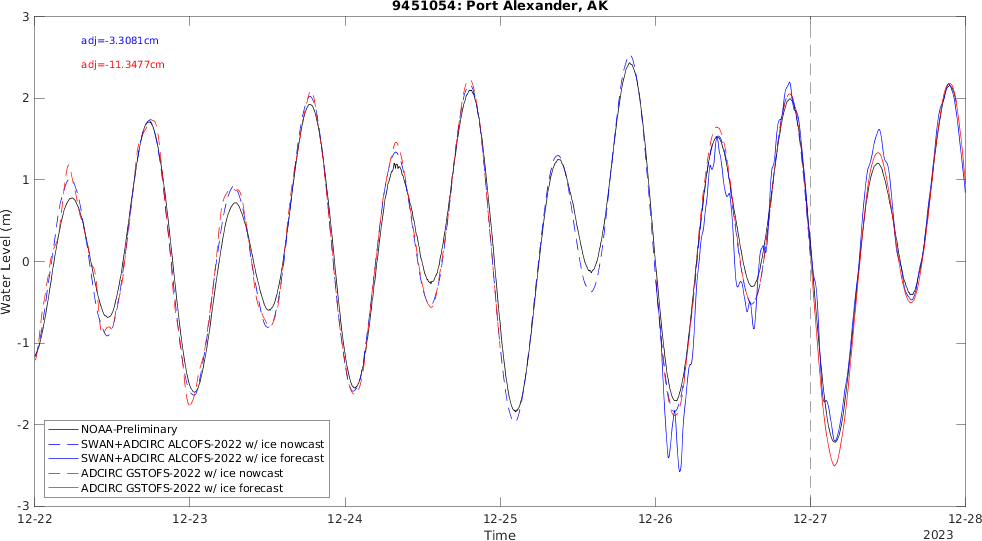 9451054: Port Alexander, AK
adj=-3.3081cm
adj=-11.3477cm
Water Level (m)
3
2
1
0
-1
-2
-3
NOAA-Preliminary
SWAN+ADCIRC ALCOFS-2022 w/ ice nowcast
SWAN+ADCIRC ALCOFS-2022 w/ ice forecast
ADCIRC GSTOFS-2022 w/ ice nowcast
ADCIRC GSTOFS-2022 w/ ice forecast
12-22 12-23 12-24 12-25 12-26 12-27 12-28
Time
2023